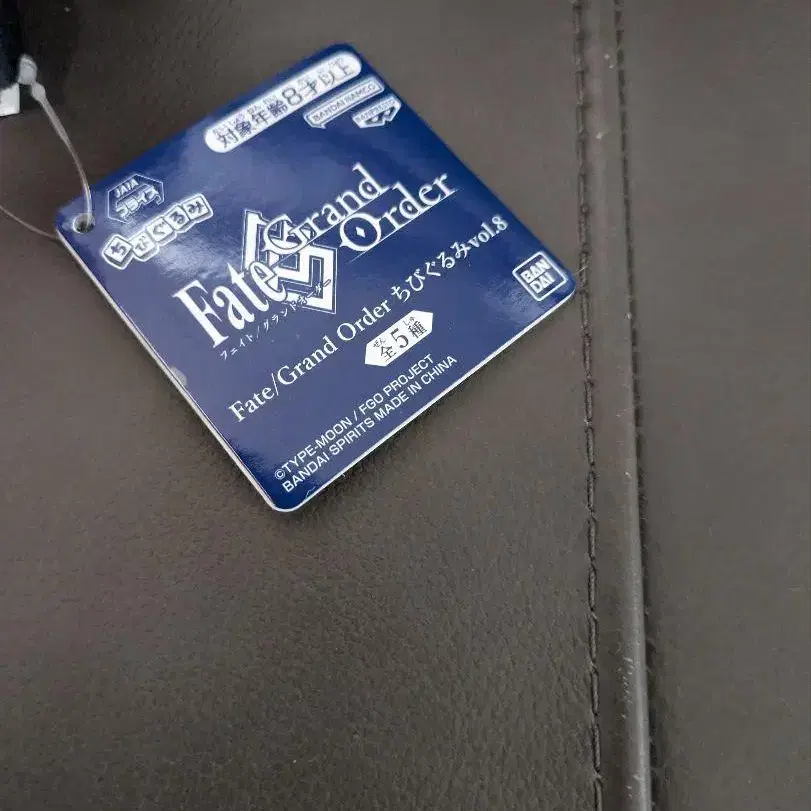 対象年齢8才以上
BANDAI NAMCO
BANPRESTO
JAIA
プライズ
ちびぐるみ
Fate Grand Order
フェイト/グランドオーダー
Fate/Grand Order ちびぐるみvol.8
全5種
©TYPE-MOON / FGO PROJECT
BANDAI SPIRITS MADE IN CHINA
BAN
DAI